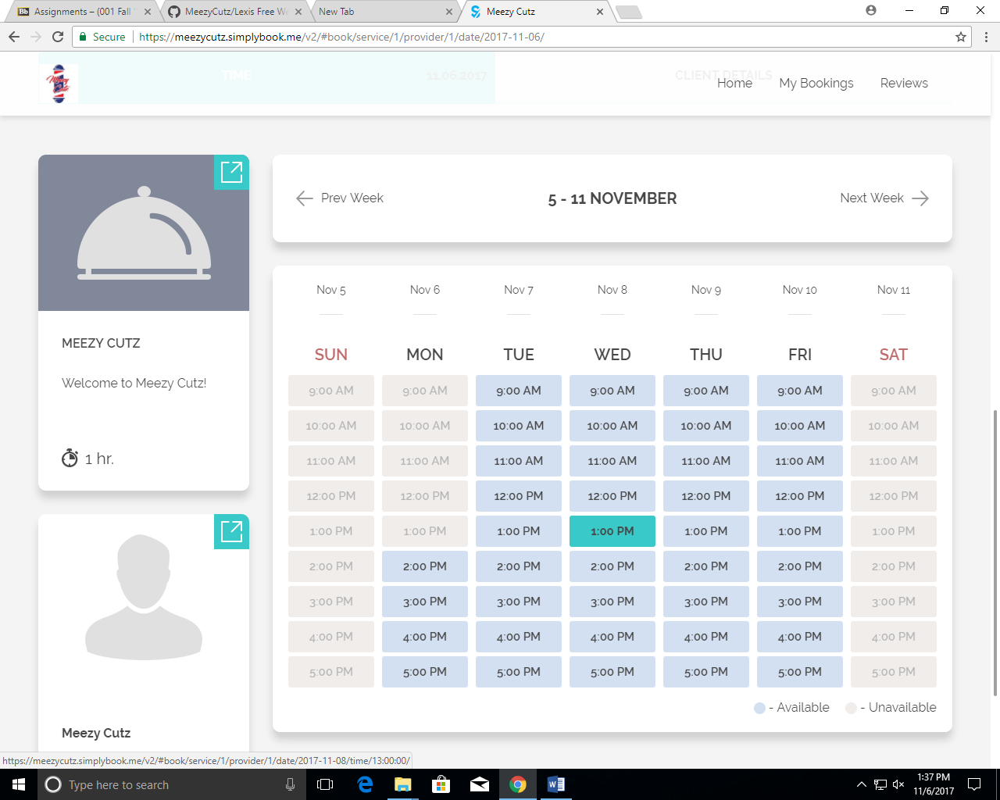 Assignments – (001 Fall
MeezyCutz/Lexis Free We
New Tab
Meezy Cutz
Secure
https://meezycutz.simplybook.me/v2/#book/service/1/provider/1/date/2017-11-06/
TIME
11.06.2017
CLIENT DETAILS
Home
My Bookings
Reviews
Prev Week
5 - 11 NOVEMBER
Next Week
MEEZY CUTZ
Welcome to Meezy Cutz!
1 hr.
Meezy Cutz
Nov 5 Nov 6 Nov 7 Nov 8 Nov 9 Nov 10 Nov 11
SUN MON TUE WED THU FRI SAT
9:00 AM 9:00 AM 9:00 AM 9:00 AM 9:00 AM 9:00 AM 9:00 AM
10:00 AM 10:00 AM 10:00 AM 10:00 AM 10:00 AM 10:00 AM 10:00 AM
11:00 AM 11:00 AM 11:00 AM 11:00 AM 11:00 AM 11:00 AM 11:00 AM
12:00 PM 12:00 PM 12:00 PM 12:00 PM 12:00 PM 12:00 PM 12:00 PM
1:00 PM 1:00 PM 1:00 PM 1:00 PM 1:00 PM 1:00 PM 1:00 PM
2:00 PM 2:00 PM 2:00 PM 2:00 PM 2:00 PM 2:00 PM 2:00 PM
3:00 PM 3:00 PM 3:00 PM 3:00 PM 3:00 PM 3:00 PM 3:00 PM
4:00 PM 4:00 PM 4:00 PM 4:00 PM 4:00 PM 4:00 PM 4:00 PM
5:00 PM 5:00 PM 5:00 PM 5:00 PM 5:00 PM 5:00 PM 5:00 PM
- Available - Unavailable
https://meezycutz.simplybook.me/v2/#book/service/1/provider/1/date/2017-11-08/time/13:00:00/
Type here to search
1:37 PM
11/6/2017